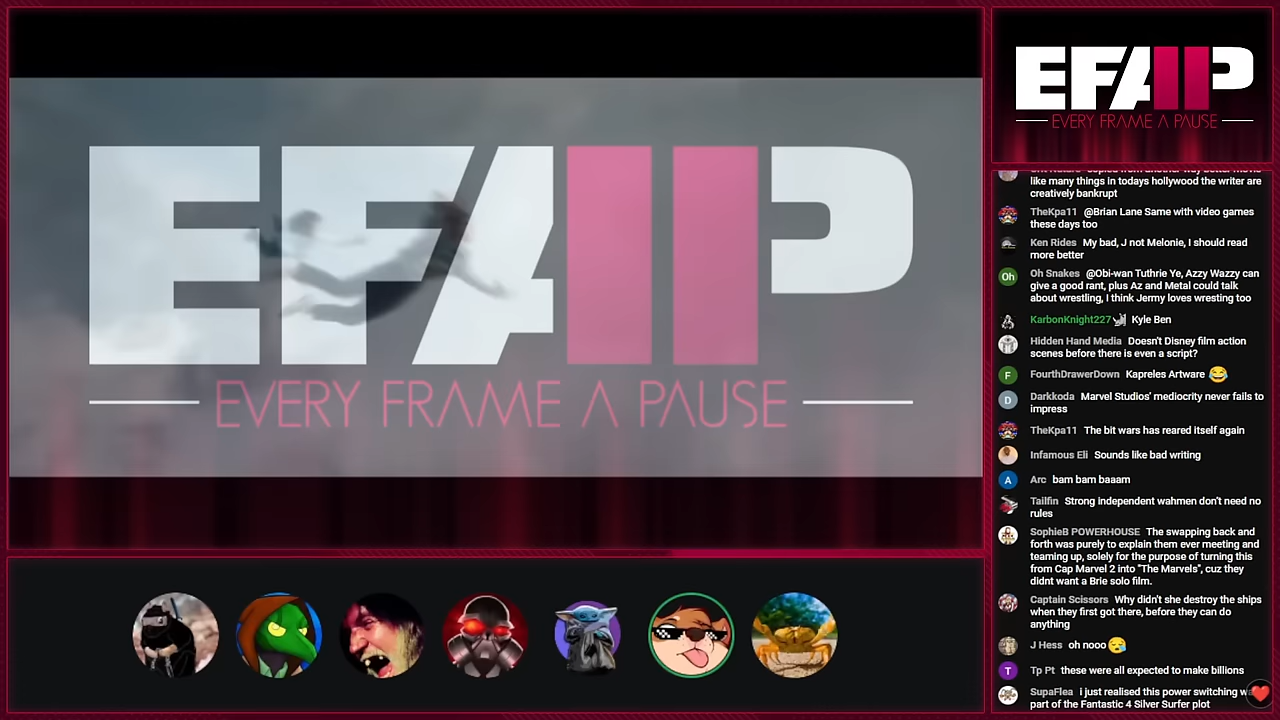 EFAP
EVERY FRAME A PAUSE
EFAP
EVERY FRAME A PAUSE
like many things in todays hollywood the writer are
creatively bankrupt
TheKpa11 @Brian Lane Same with video games
these days too
Ken Rides My bad, J not Melonie, I should read
more better
Oh
Oh Snakes @Obi-wan Tuthrie Ye, Azzy Wazzy can
give a good rant, plus Az and Metal could talk
about wrestling, I think Jermy loves wresting too
KarbonKnight227 Kyle Ben
Hidden Hand Media Doesn't Disney film action
scenes before there is even a script?
F
FourthDrawerDown Kapreles Artware
D
Darkkoda Marvel Studios' mediocrity never fails to
impress
TheKpa11 The bit wars has reared itself again
Infamous Eli Sounds like bad writing
A
Arc bam bam baaam
Tailfin Strong independent wahmen don't need no
rules
SophieB POWERHOUSE The swapping back and
forth was purely to explain them ever meeting and
teaming up, solely for the purpose of turning this
from Cap Marvel 2 into "The Marvels", cuz they
didnt want a Brie solo film.
Captain Scissors Why didn't she destroy the ships
when they first got there, before they can do
anything
J Hess oh nooo
T
Tp Pt these were all expected to make billions
SupaFlea i just realised this power switching
part of the Fantastic 4 Silver Surfer plot